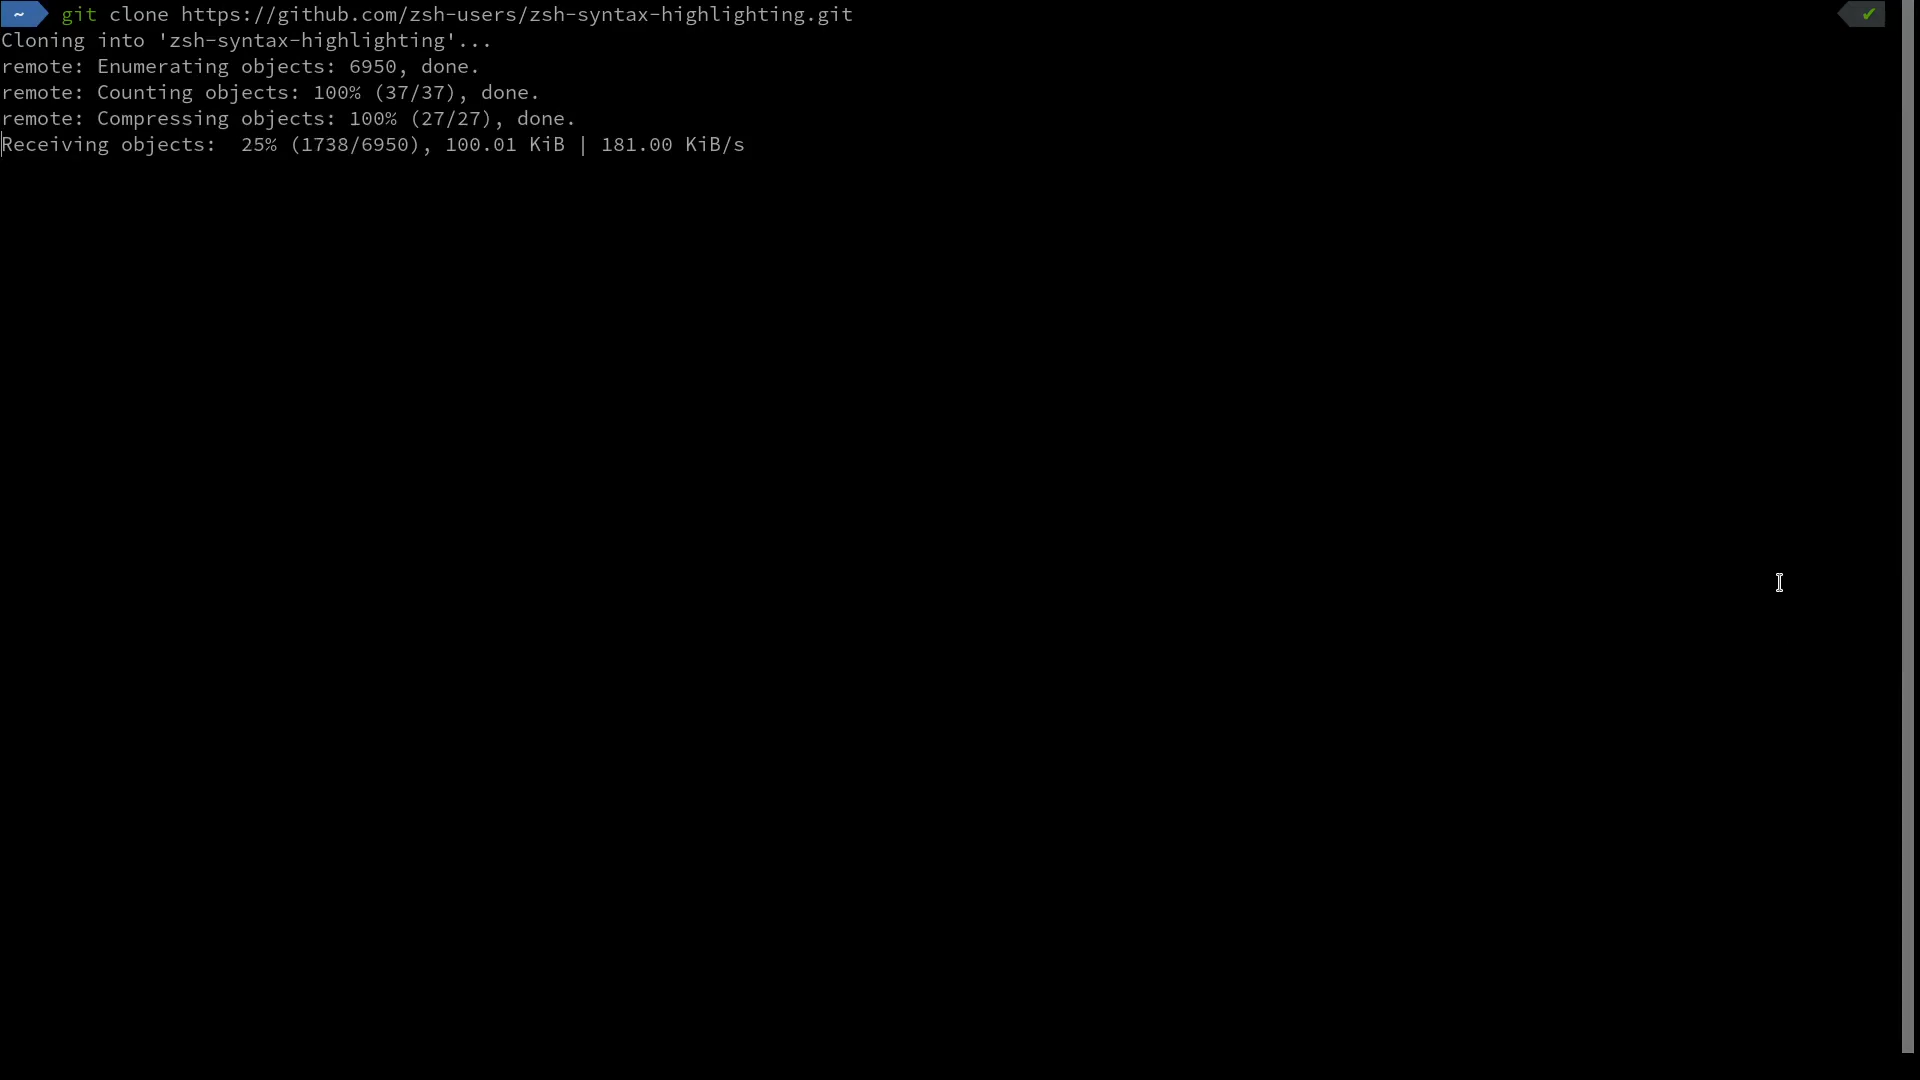 ~ git clone https://github.com/zsh-users/zsh-syntax-highlighting.git ✔
Cloning into 'zsh-syntax-highlighting'...
remote: Enumerating objects: 6950, done.
remote: Counting objects: 100% (37/37), done.
remote: Compressing objects: 100% (27/27), done.
Receiving objects:  25% (1738/6950), 100.01 KiB | 181.00 KiB/s